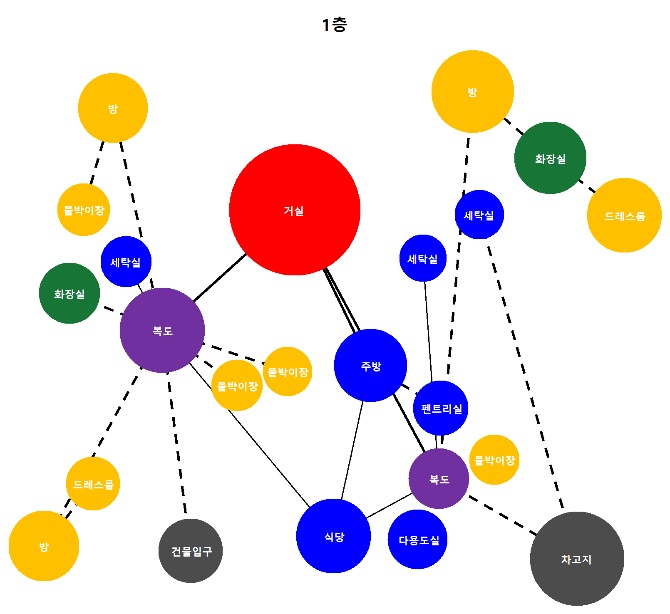 1층
방
방
화장실
붙박이장
거실
세탁실
드레스룸
세탁실
세탁실
화장실
복도
주방
붙박이장
붙박이장
펜트리실
붙박이장
복도
드레스룸
식당
다용도실
방
건물입구
차고지